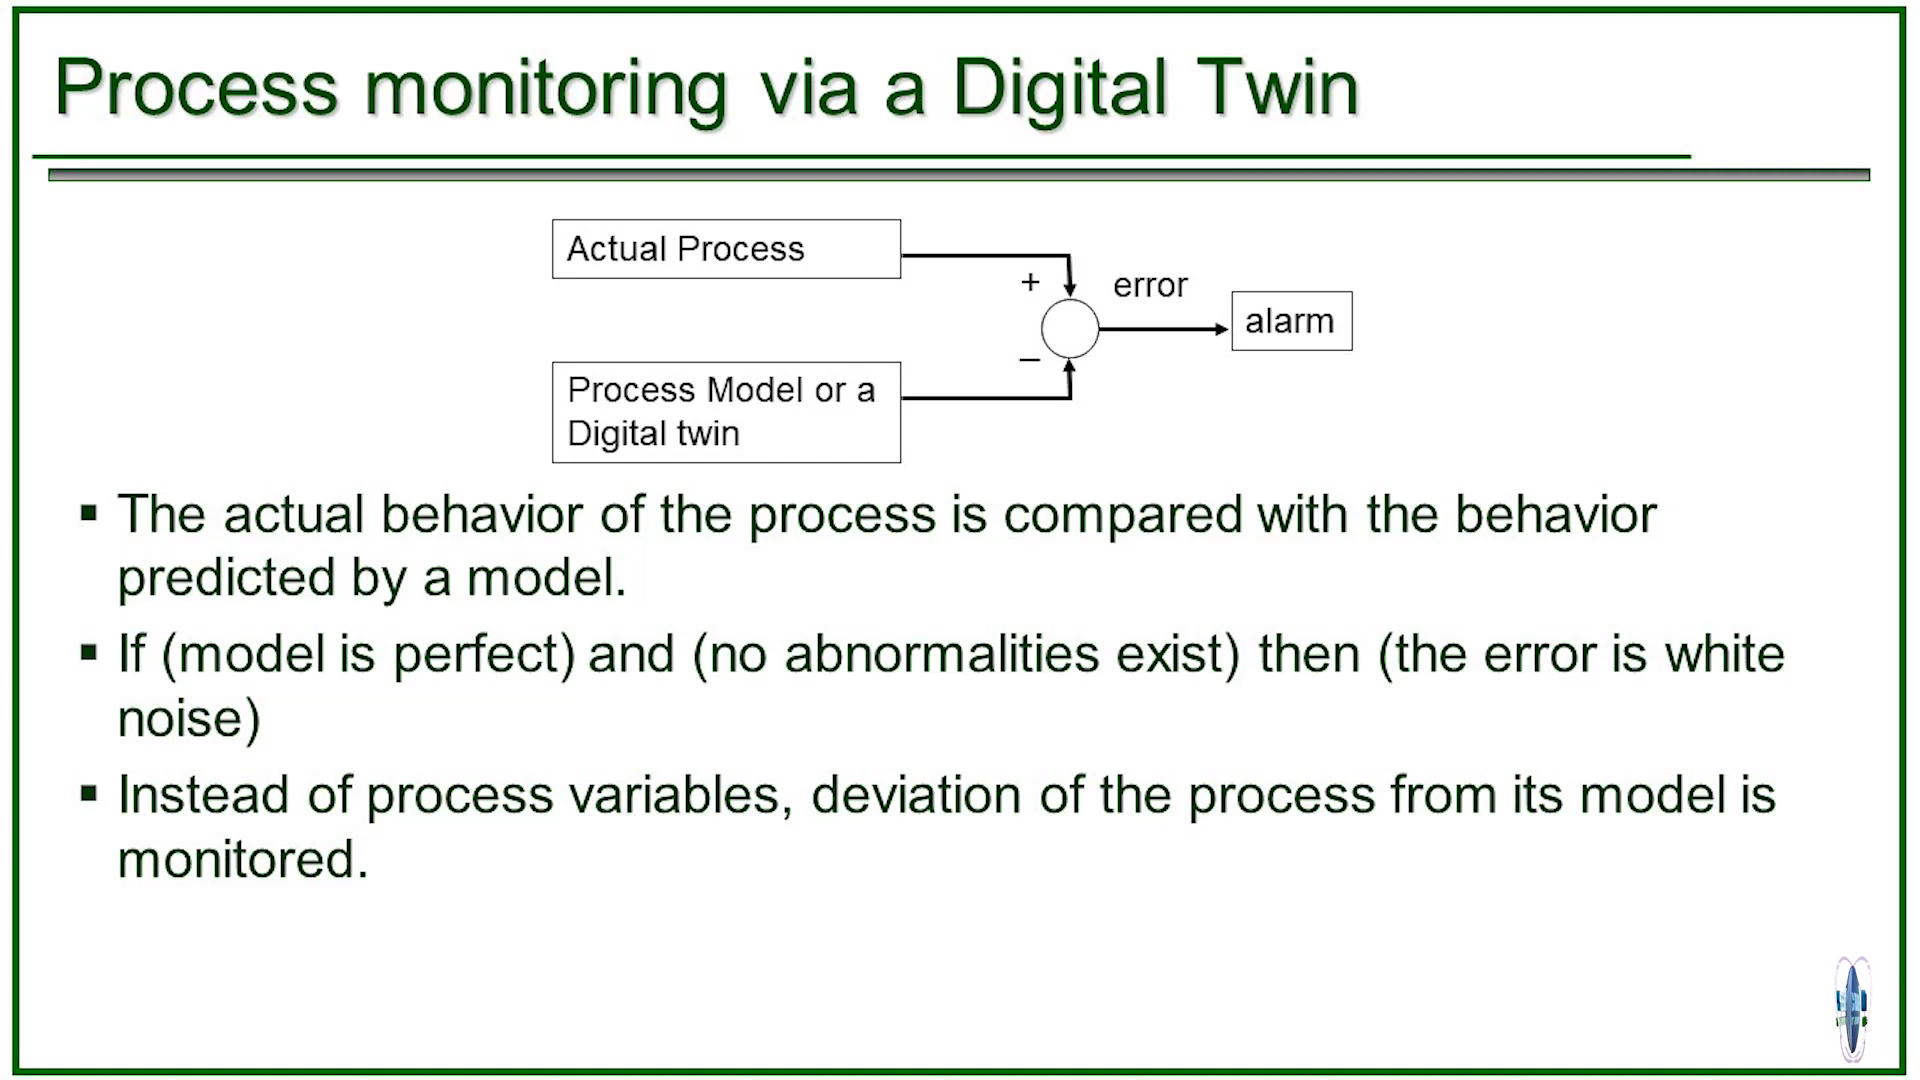 Process monitoring via a Digital Twin
Actual Process
+
error
alarm
–
Process Model or a
Digital twin
▪ The actual behavior of the process is compared with the behavior
predicted by a model.
▪ If (model is perfect) and (no abnormalities exist) then (the error is white
noise)
▪ Instead of process variables, deviation of the process from its model is
monitored.